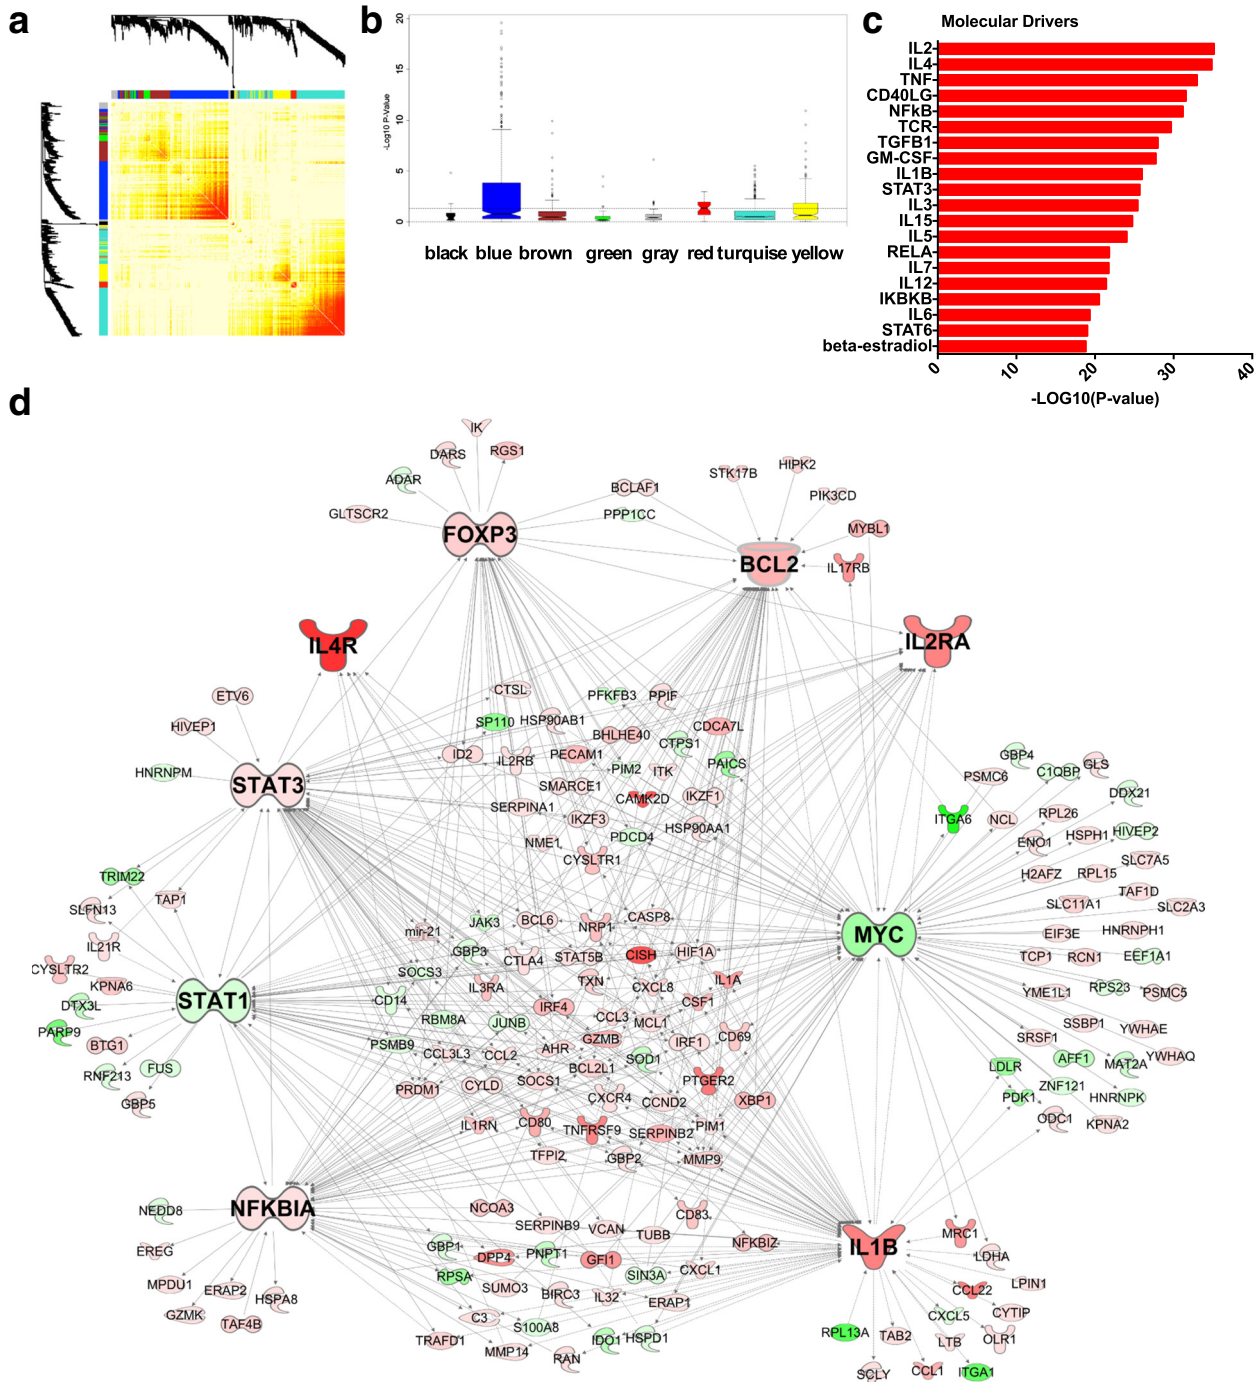 a
b
-Log10 P-Value
20
15
10
5
0
black blue brown green gray red turquoise yellow
c
Molecular Drivers
IL2
IL4
TNF
CD40LG
NFkB
TCR
TGFB1
GM-CSF
IL1B
STAT3
IL3
IL15
IL5
RELA
IL7
IL12
IKBKB
IL6
STAT6
beta-estradiol
0 10 20 30 40
-LOG10(P-value)
d
IK
DARS
RGS1
ADAR
GLTSCR2
FOXP3
BCLAF1
PPP1CC
STK17B
HIPK2
PIK3CD
MYBL1
BCL2
IL17RB
IL4R
IL2RA
ETV6
HIVEP1
HNRNPM
STAT3
CTSL
SP110
HSP90AB1
PFKFB3
PPIF
BHLHE40
CDCA7L
CTPS1
ID2
IL2RB
PECAM1
PIM2
ITK
PAICS
SMARCE1
CAMK2D
IKZF1
SERPINA1
IKZF3
HSP90AA1
PDCD4
NME1
CYSLTR1
GBP4
C1QBP
GLS
PSMC6
DDX21
ITGA6
NCL
RPL26
ENO1
HSPH1
HIVEP2
H2AFZ
RPL15
SLC7A5
SLC11A1
TAF1D
SLC2A3
EIF3E
HNRNPH1
TCP1
RCN1
EEF1A1
YME1L1
RPS23
PSMC5
SSBP1
YWHAE
SRSF1
YWHAQ
AFF1
MAT2A
LDLR
ZNF121
PDK1
HNRNPK
ODC1
KPNA2
MYC
TRIM22
TAP1
SLFN13
IL21R
CYSLTR2
KPNA6
DTX3L
PARP9
BTG1
RNF213
FUS
GBP5
STAT1
mir-21
JAK3
BCL6
NRP1
CASP8
GBP3
CTLA4
STAT5B
CISH
HIF1A
SOCS3
IL3RA
TXN
CXCL8
IL1A
CD14
IRF4
CSF1
RBM8A
JUNB
CCL3
MCL1
PSMB9
CCL3L3
CCL2
AHR
GZMB
IRF1
CD69
SOD1
BCL2L1
PRDM1
CYLD
SOCS1
PTGER2
CXCR4
CCND2
XBP1
IL1RN
CD80
TNFRSF9
SERPINB2
PIM1
TFPI2
GBP2
MMP9
NFKBIA
NEDD8
EREG
MPDU1
ERAP2
HSPA8
GZMK
TAF4B
NCOA3
SERPINB9
VCAN
CD83
TUBB
NFKBIZ
GBP1
DPP4
PNPT1
GFI1
SIN3A
CXCL1
RPSA
SUMO3
BIRC3
IL32
ERAP1
C3
S100A8
TRAFD1
MMP14
IDO1
HSPD1
RAN
IL1B
MRC1
LDHA
CCL22
LPIN1
CXCL5
CYTIP
RPL13A
TAB2
LTB
OLR1
SCLY
CCL1
ITGA1